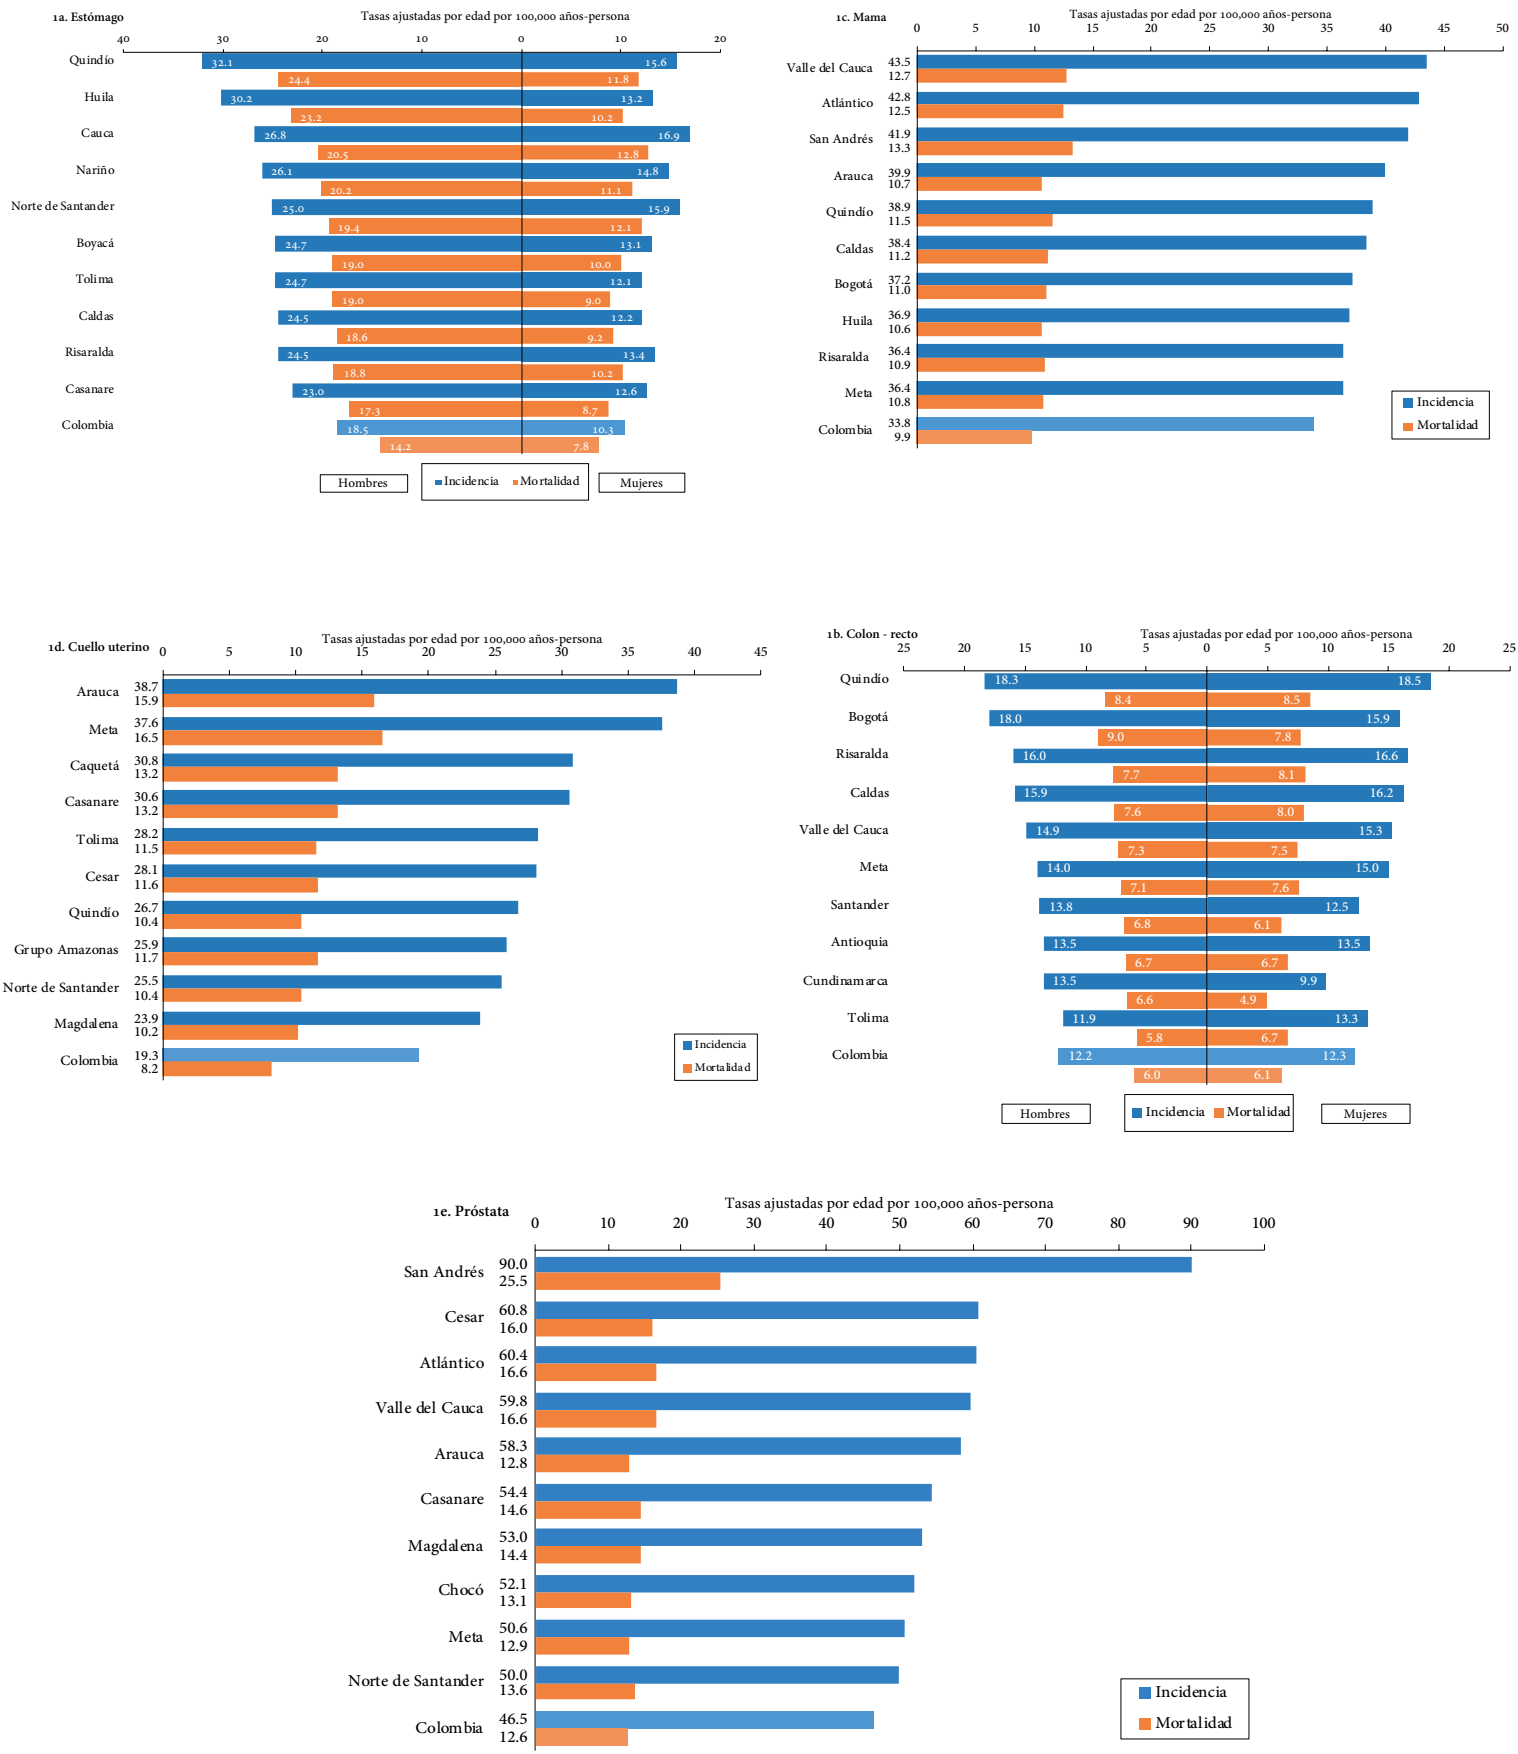 1a. Estómago
Tasas ajustadas por edad por 100,000 años-persona
40 30 20 10 0 10 20
Quindío 32.1 15.6
24.4 11.8
Huila 30.2 13.2
23.2 10.2
Cauca 26.8 16.9
20.5 12.8
Nariño 26.1 14.8
20.2 11.1
Norte de Santander 25.0 15.9
19.4 12.1
Boyacá 24.7 13.1
19.0 10.0
Tolima 24.7 12.1
19.0 9.0
Caldas 24.5 12.2
18.6 9.2
Risaralda 24.5 13.4
18.8 10.2
Casanare 23.0 12.6
17.3 8.7
Colombia 18.5 10.3
14.2 7.8
Hombres Incidencia Mortalidad Mujeres
1c. Mama
Tasas ajustadas por edad por 100,000 años-persona
0 5 10 15 20 25 30 35 40 45 50
Valle del Cauca 43.5
12.7
Atlántico 42.8
12.5
San Andrés 41.9
13.3
Arauca 39.9
10.7
Quindío 38.9
11.5
Caldas 38.4
11.2
Bogotá 37.2
11.0
Huila 36.9
10.6
Risaralda 36.4
10.9
Meta 36.4
10.8
Colombia 33.8
9.9
Incidencia
Mortalidad
1d. Cuello uterino
Tasas ajustadas por edad por 100,000 años-persona
0 5 10 15 20 25 30 35 40 45
Arauca 38.7
15.9
Meta 37.6
16.5
Caquetá 30.8
13.2
Casanare 30.6
13.2
Tolima 28.2
11.5
Cesar 28.1
11.6
Quindío 26.7
10.4
Grupo Amazonas 25.9
11.7
Norte de Santander 25.5
10.4
Magdalena 23.9
10.2
Colombia 19.3
8.2
Incidencia
Mortalidad
1b. Colon - recto
Tasas ajustadas por edad por 100,000 años-persona
25 20 15 10 5 0 5 10 15 20 25
Quindío 18.3 18.5
8.4 8.5
Bogotá 18.0 15.9
9.0 7.8
Risaralda 16.0 16.6
7.7 8.1
Caldas 15.9 16.2
7.6 8.0
Valle del Cauca 14.9 15.3
7.3 7.5
Meta 14.0 15.0
7.1 7.6
Santander 13.8 12.5
6.8 6.1
Antioquia 13.5 13.5
6.7 6.7
Cundinamarca 13.5 9.9
6.6 4.9
Tolima 11.9 13.3
5.8 6.7
Colombia 12.2 12.3
6.0 6.1
Hombres Incidencia Mortalidad Mujeres
1e. Próstata
Tasas ajustadas por edad por 100,000 años-persona
0 10 20 30 40 50 60 70 80 90 100
San Andrés 90.0
25.5
Cesar 60.8
16.0
Atlántico 60.4
16.6
Valle del Cauca 59.8
16.6
Arauca 58.3
12.8
Casanare 54.4
14.6
Magdalena 53.0
14.4
Chocó 52.1
13.1
Meta 50.6
12.9
Norte de Santander 50.0
13.6
Colombia 46.5
12.6
Incidencia
Mortalidad